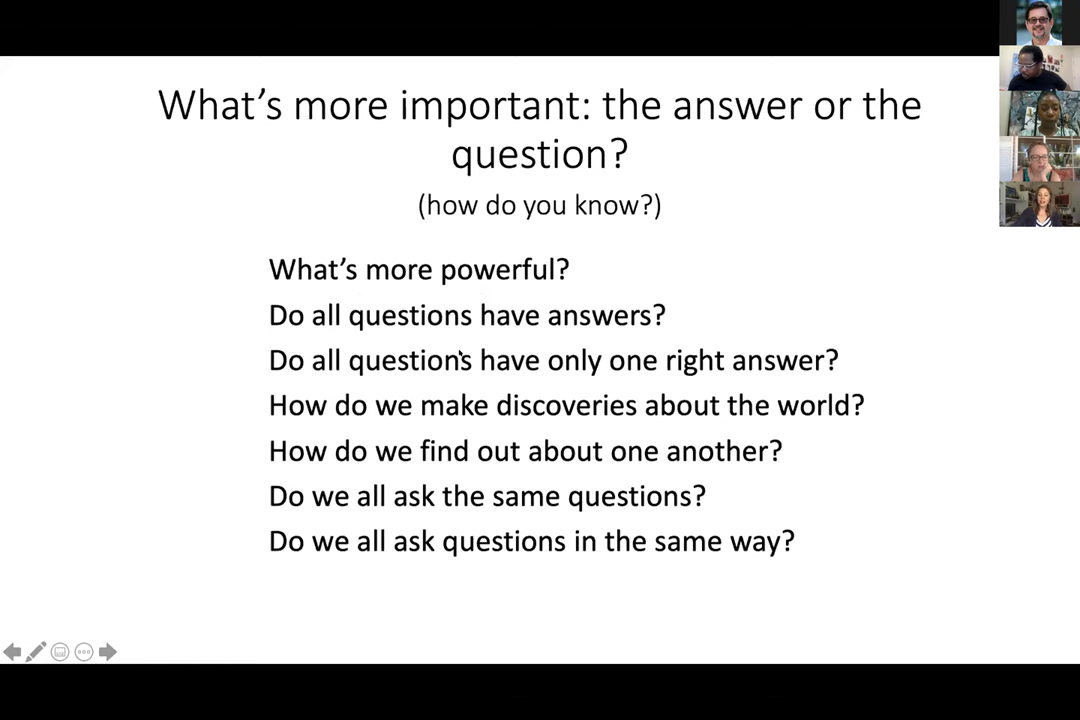 What's more important: the answer or the
question?
(how do you know?)
What's more powerful?
Do all questions have answers?
Do all questions have only one right answer?
How do we make discoveries about the world?
How do we find out about one another?
Do we all ask the same questions?
Do we all ask questions in the same way?